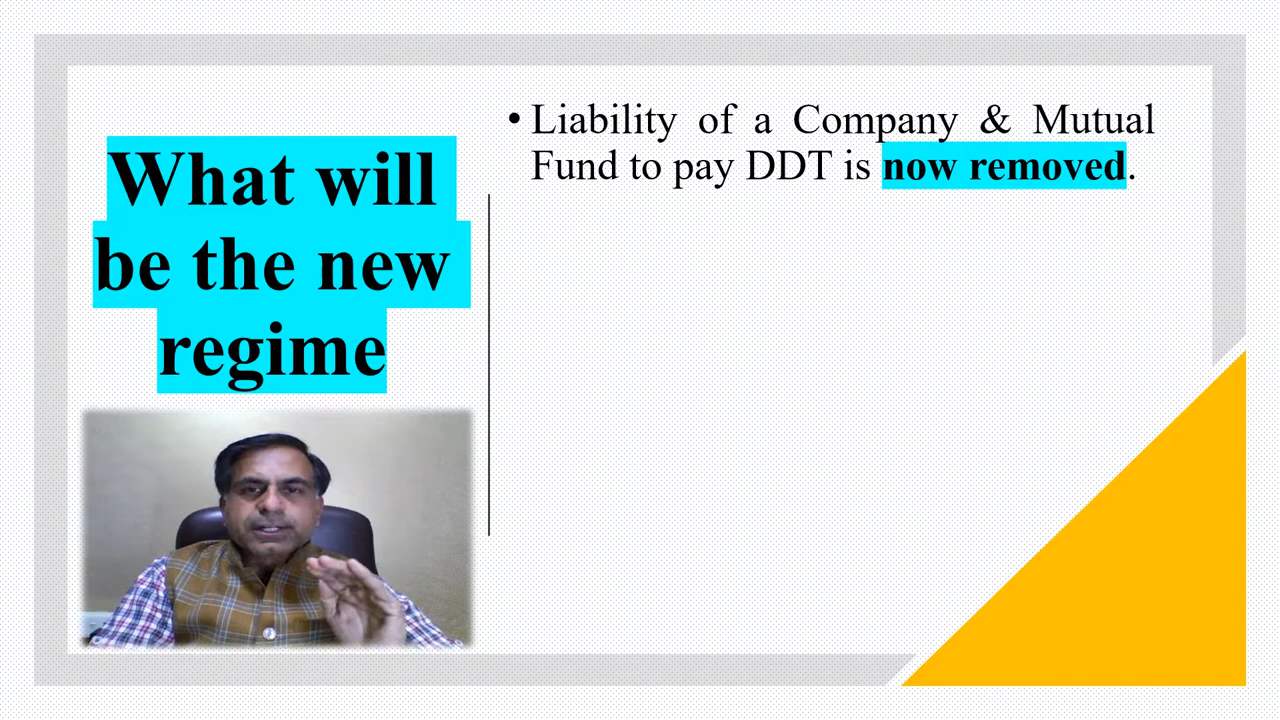 What will
be the new
regime
• Liability of a Company & Mutual
Fund to pay DDT is now removed.